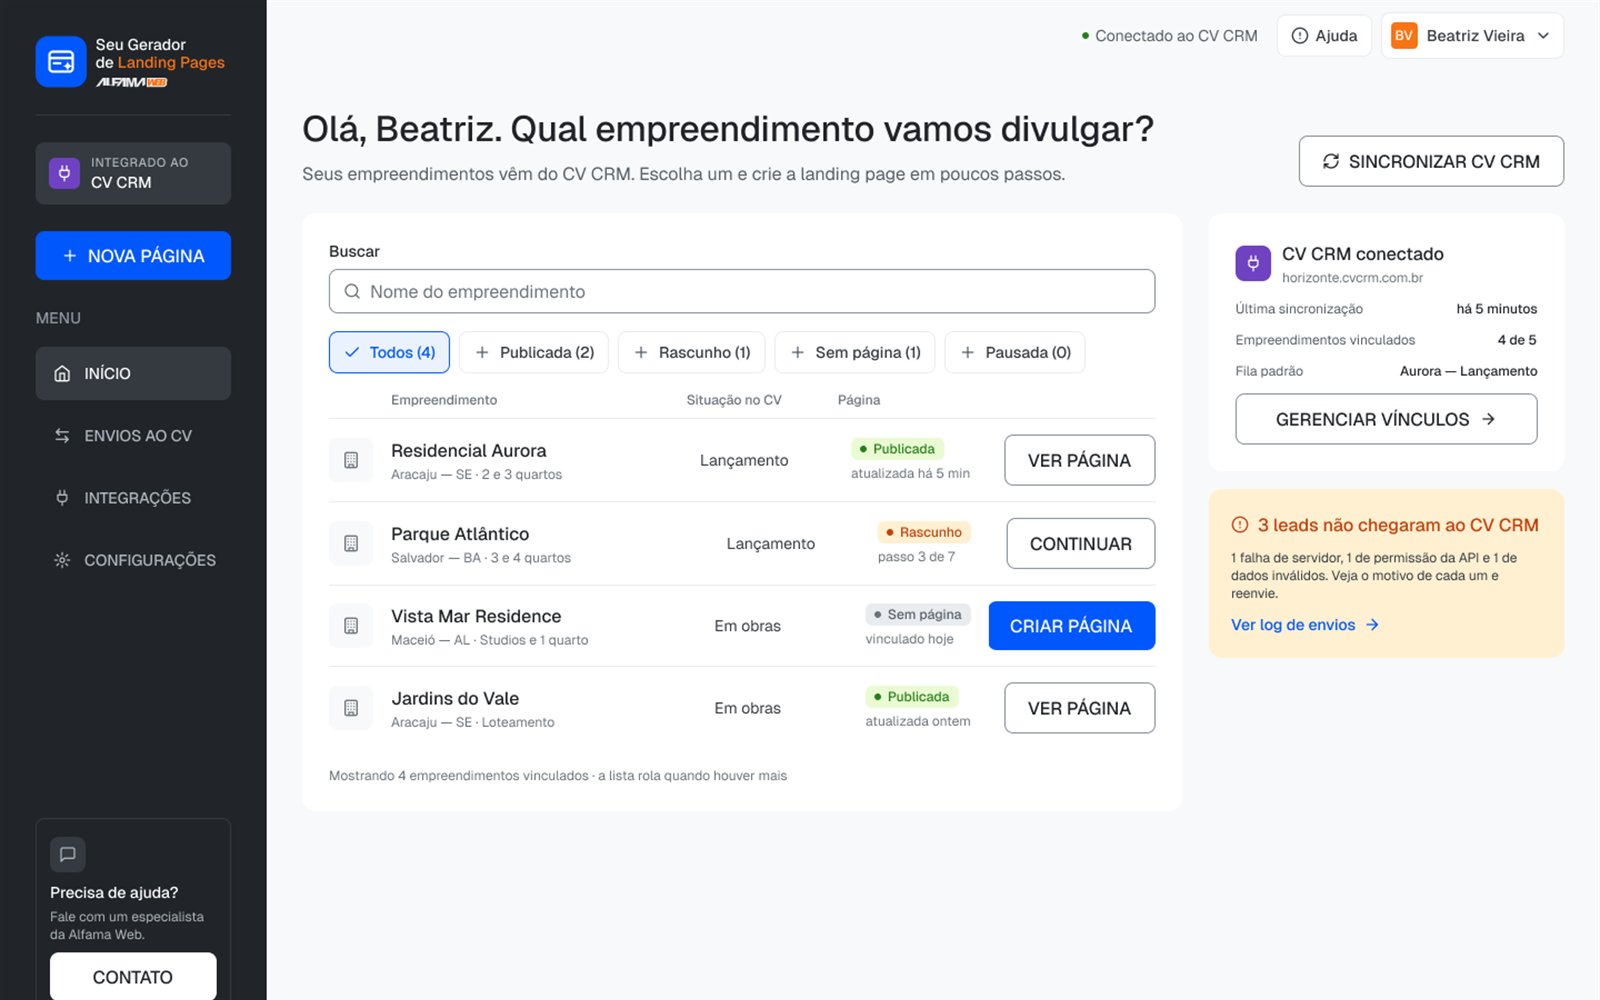 Seu Gerador
de Landing Pages
ALFAMA WEB
INTEGRADO AO
CV CRM
NOVA PÁGINA
MENU
INÍCIO
ENVIOS AO CV
INTEGRAÇÕES
CONFIGURAÇÕES
Precisa de ajuda?
Fale com um especialista
da Alfama Web.
CONTATO
Conectado ao CV CRM
Ajuda
BV
Beatriz Vieira
Olá, Beatriz. Qual empreendimento vamos divulgar?
Seus empreendimentos vêm do CV CRM. Escolha um e crie a landing page em poucos passos.
SINCRONIZAR CV CRM
Buscar
Nome do empreendimento
Todos (4)
Publicada (2)
Rascunho (1)
Sem página (1)
Pausada (0)
Empreendimento
Situação no CV
Página
Residencial Aurora
Aracaju — SE · 2 e 3 quartos
Lançamento
Publicada
atualizada há 5 min
VER PÁGINA
Parque Atlântico
Salvador — BA · 3 e 4 quartos
Lançamento
Rascunho
passo 3 de 7
CONTINUAR
Vista Mar Residence
Maceió — AL · Studios e 1 quarto
Em obras
Sem página
vinculado hoje
CRIAR PÁGINA
Jardins do Vale
Aracaju — SE · Loteamento
Em obras
Publicada
atualizada ontem
VER PÁGINA
Mostrando 4 empreendimentos vinculados · a lista rola quando houver mais
CV CRM conectado
horizonte.cvcrm.com.br
Última sincronização
há 5 minutos
Empreendimentos vinculados
4 de 5
Fila padrão
Aurora — Lançamento
GERENCIAR VÍNCULOS
3 leads não chegaram ao CV CRM
1 falha de servidor, 1 de permissão da API e 1 de
dados inválidos. Veja o motivo de cada um e
reenvie.
Ver log de envios